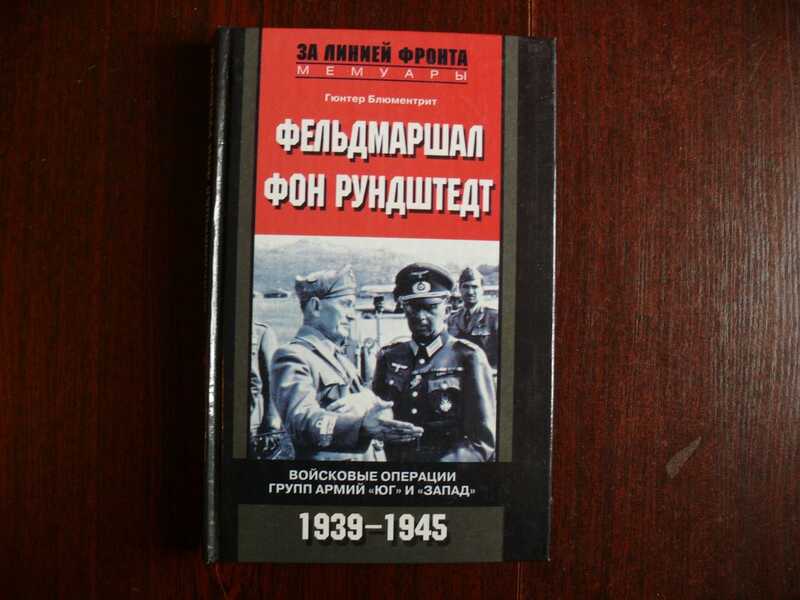 ЗА ЛИНИЕЙ ФРОНТА
МЕМУАРЫ
Гюнтер Блюментрит
ФЕЛЬДМАРШАЛ
ФОН РУНДШТЕДТ
ВОЙСКОВЫЕ ОПЕРАЦИИ
ГРУПП АРМИЙ «ЮГ» И «ЗАПАД»
1939–1945